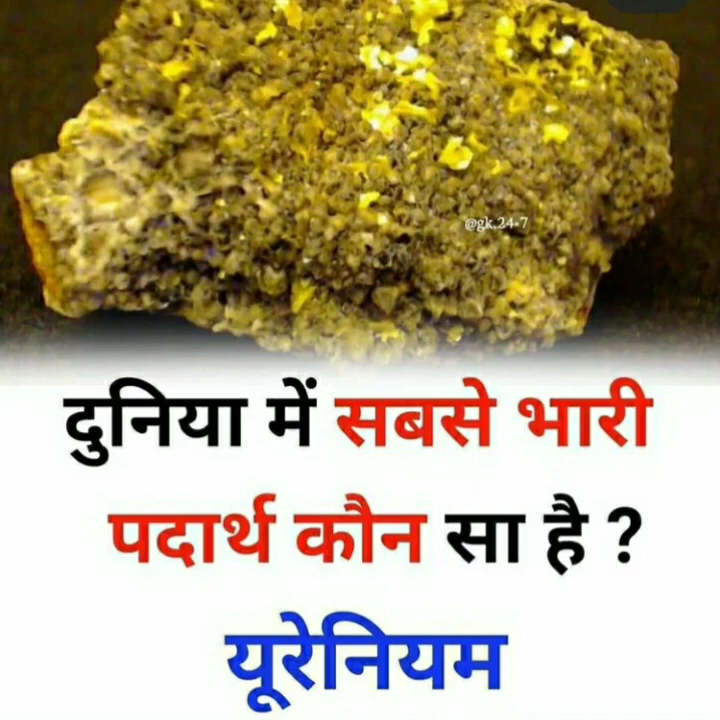 @gk.24*7
दुनिया में सबसे भारी
पदार्थ कौन सा है ?
यूरेनियम